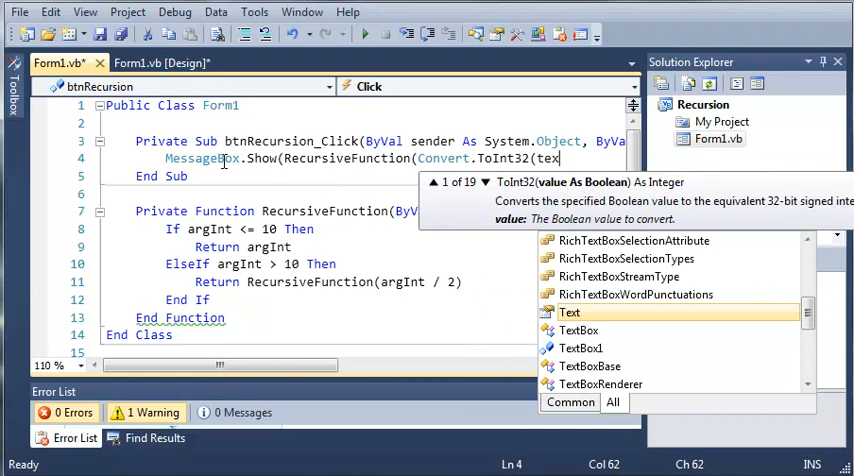 File Edit View Project Debug Data Tools Window Help
Form1.vb* Form1.vb [Design]*
Solution Explorer
Toolbox
btnRecursion Click
Recursion
My Project
Form1.vb
1 Public Class Form1
2
3 Private Sub btnRecursion_Click(ByVal sender As System.Object, ByVa
4 MessageBox.Show(RecursiveFunction(Convert.ToInt32(tex
5 End Sub
6
7 Private Function RecursiveFunction(ByV
8 If argInt <= 10 Then
9 Return argInt
10 ElseIf argInt > 10 Then
11 Return RecursiveFunction(argInt / 2)
12 End If
13 End Function
14 End Class
15
1 of 19 ToInt32(value As Boolean) As Integer
Converts the specified Boolean value to the equivalent 32-bit signed inte
value: The Boolean value to convert.
RichTextBoxSelectionAttribute
RichTextBoxSelectionTypes
RichTextBoxStreamType
RichTextBoxWordPunctuations
Text
TextBox
TextBox1
TextBoxBase
TextBoxRenderer
Common All
110 %
Error List
0 Errors 1 Warning 0 Messages
Error List Find Results
Ln 4 Col 62 Ch 62 INS